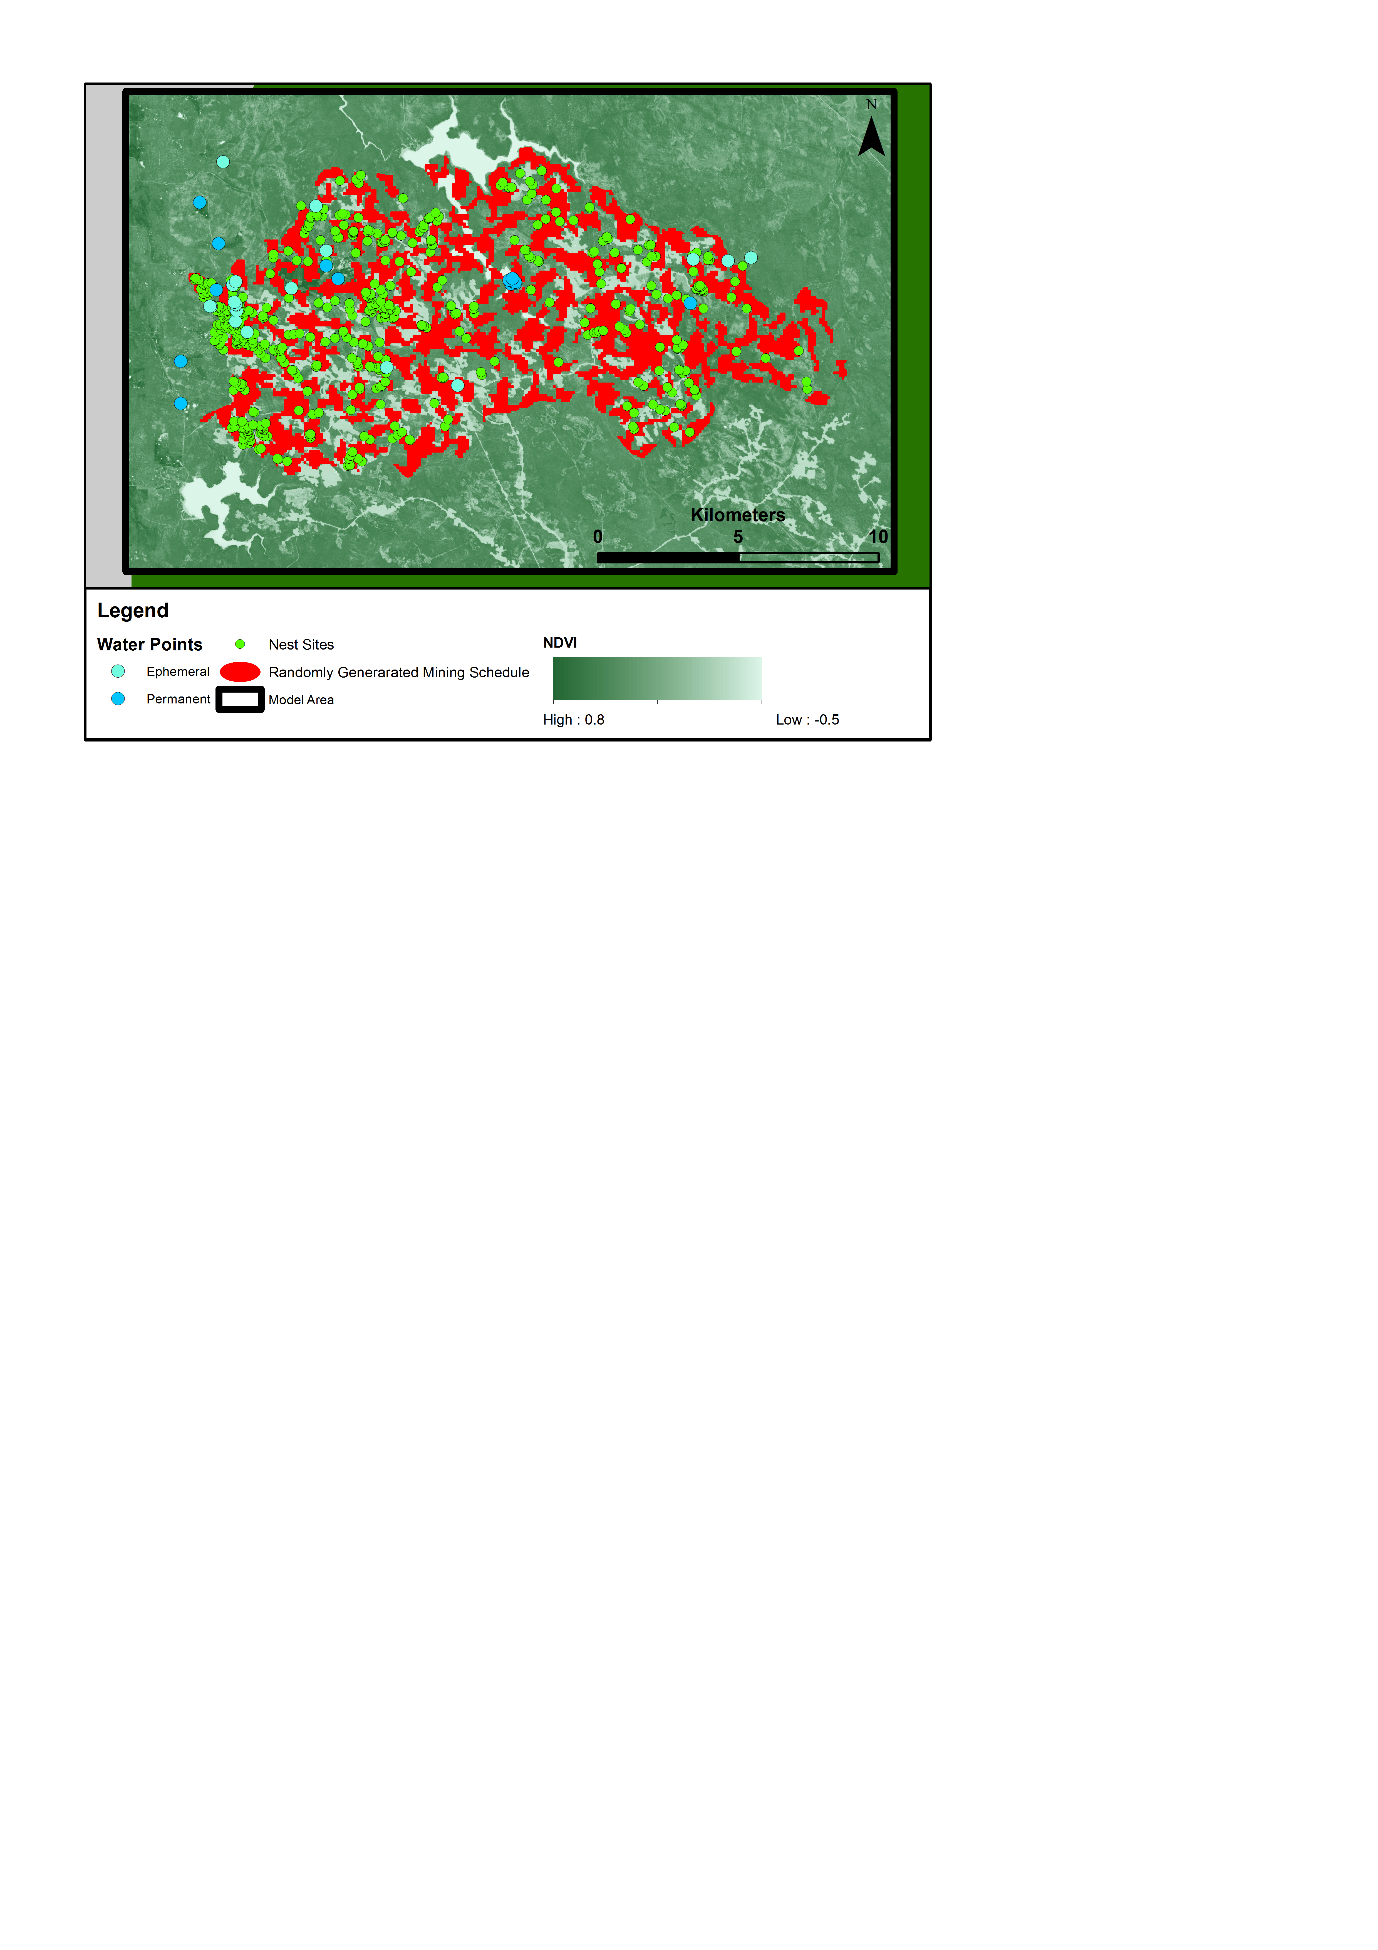 N
Kilometers
0 5 10
Legend
Water Points
Nest Sites
NDVI
Ephemeral
Randomly Generarated Mining Schedule
Permanent
Model Area
High : 0.8
Low : -0.5